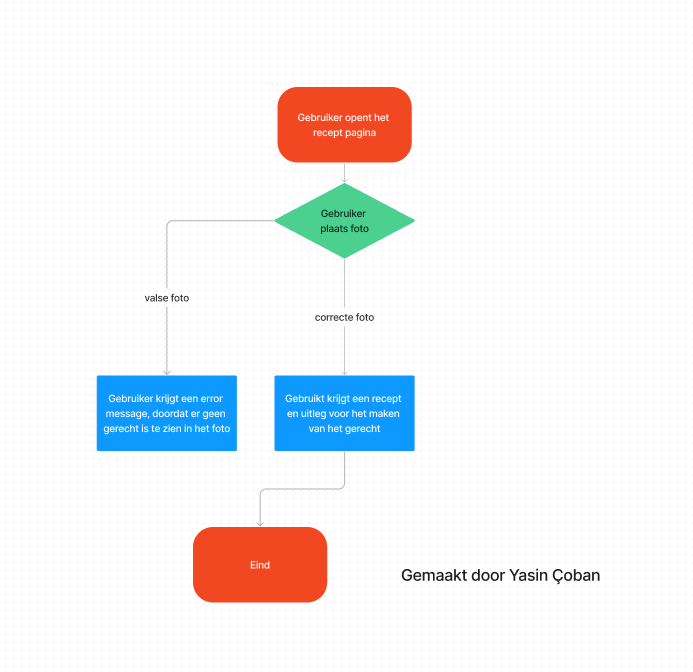 Gebruiker opent het
recept pagina
Gebruiker
plaats foto
valse foto
correcte foto
Gebruiker krijgt een error
message, doordat er geen
gerecht is te zien in het foto
Gebruikt krijgt een recept
en uitleg voor het maken
van het gerecht
Eind
Gemaakt door Yasin Çoban